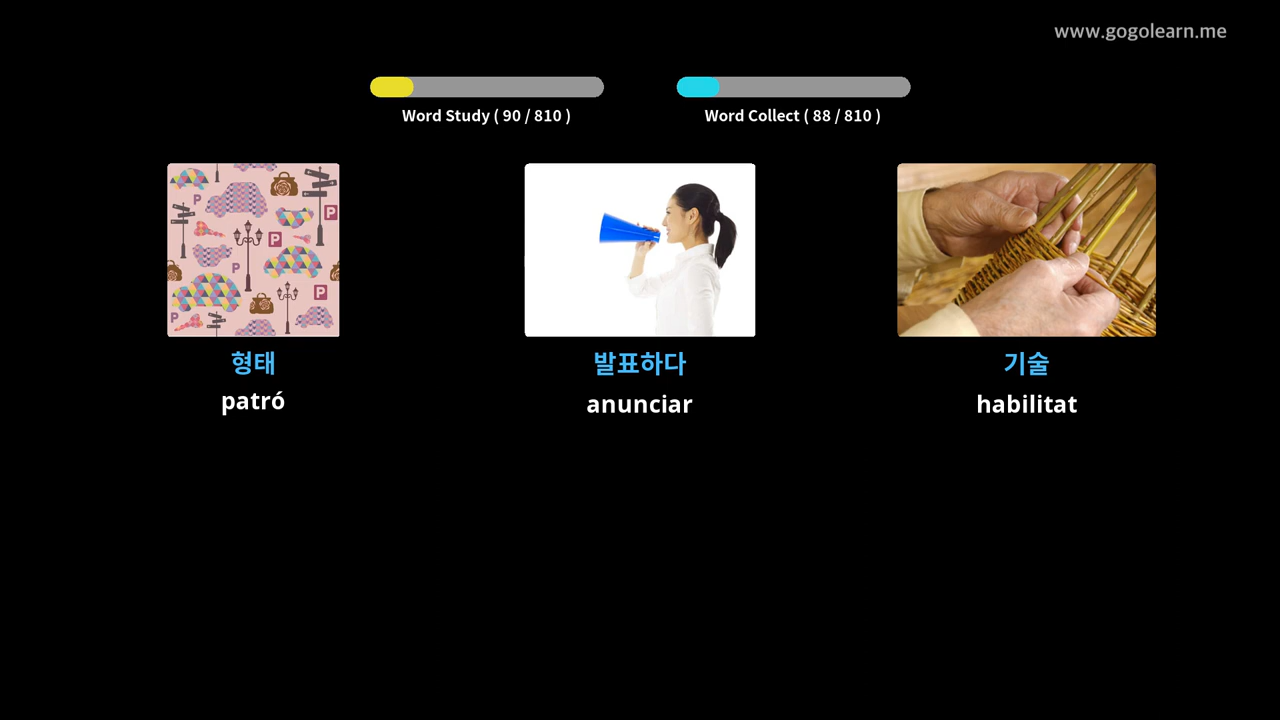 www.gogolearn.me
Word Study ( 90 / 810 )
Word Collect ( 88 / 810 )
P
P
P
P
P
P
형태
patró
발표하다
anunciar
기술
habilitat